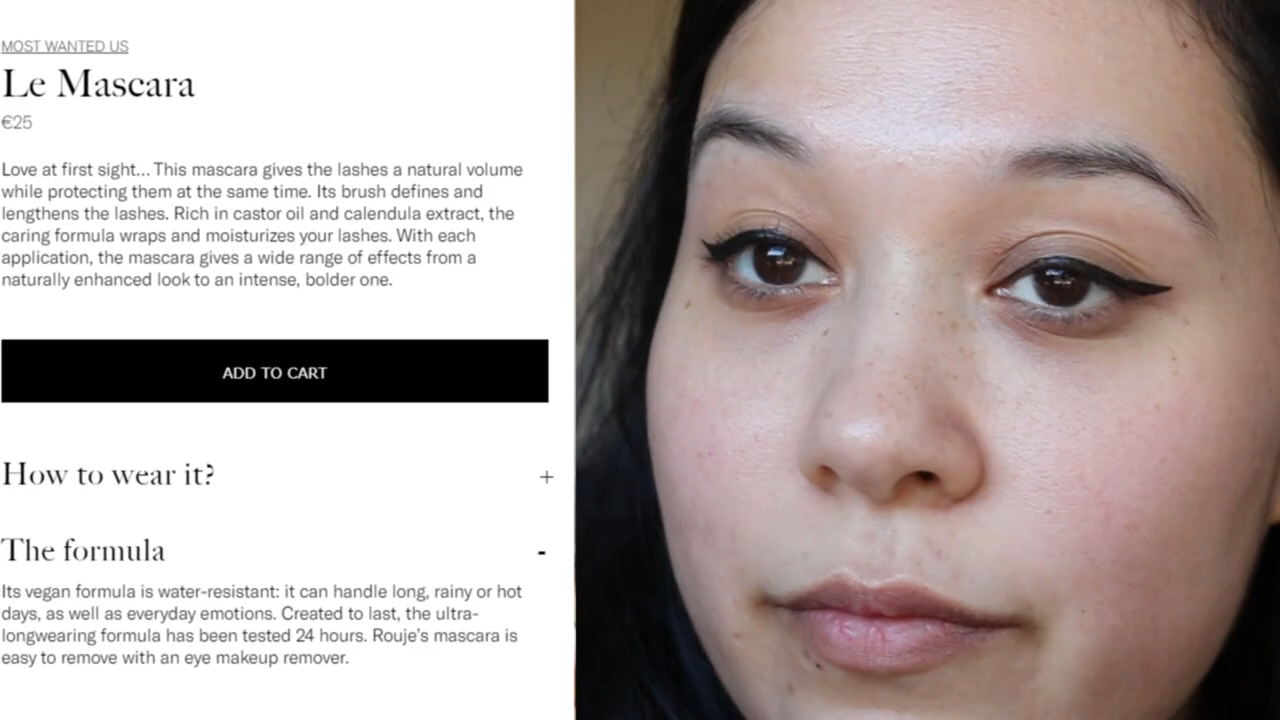 MOST WANTED US
Le Mascara
€25
Love at first sight... This mascara gives the lashes a natural volume
while protecting them at the same time. Its brush defines and
lengthens the lashes. Rich in castor oil and calendula extract, the
caring formula wraps and moisturizes your lashes. With each
application, the mascara gives a wide range of effects from a
naturally enhanced look to an intense, bolder one.
ADD TO CART
How to wear it? +
The formula -
Its vegan formula is water-resistant: it can handle long, rainy or hot
days, as well as everyday emotions. Created to last, the ultra-
longwearing formula has been tested 24 hours. Rouje's mascara is
easy to remove with an eye makeup remover.